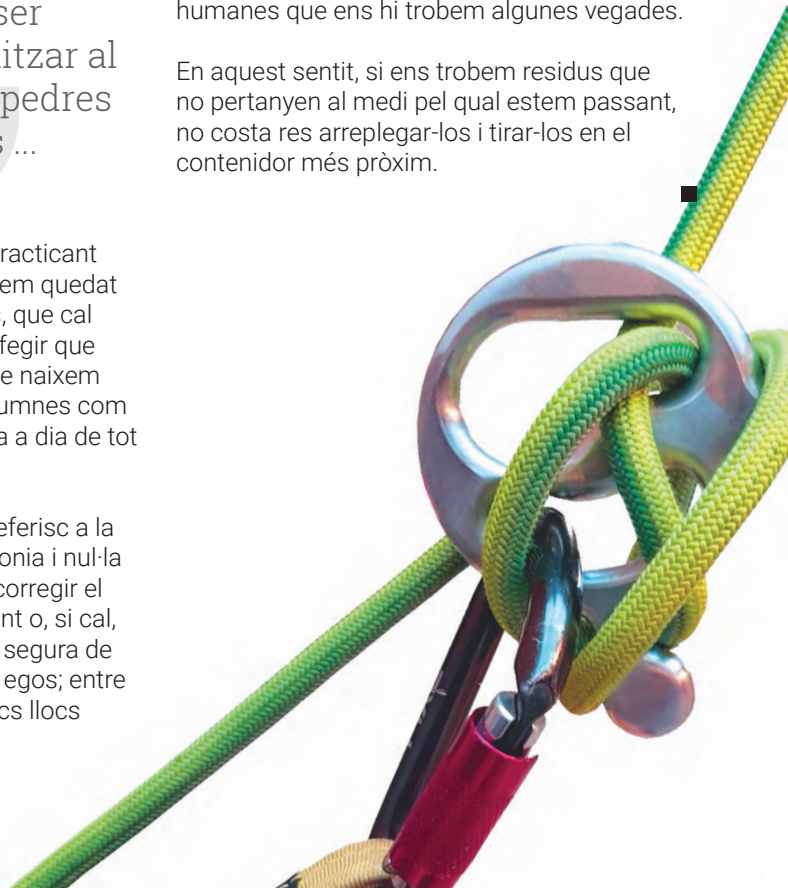 ser
itzar al
pedres
s ...
racticant
em quedat
, que cal
fegir que
e naixem
umnes com
a a dia de tot
eferisc a la
onia i nul·la
corregir el
nt o, si cal,
segura de
egos; entre
cs llocs
humanes que ens hi trobem algunes vegades.
En aquest sentit, si ens trobem residus que
no pertanyen al medi pel qual estem passant,
no costa res arreplegar-los i tirar-los en el
contenidor més pròxim.